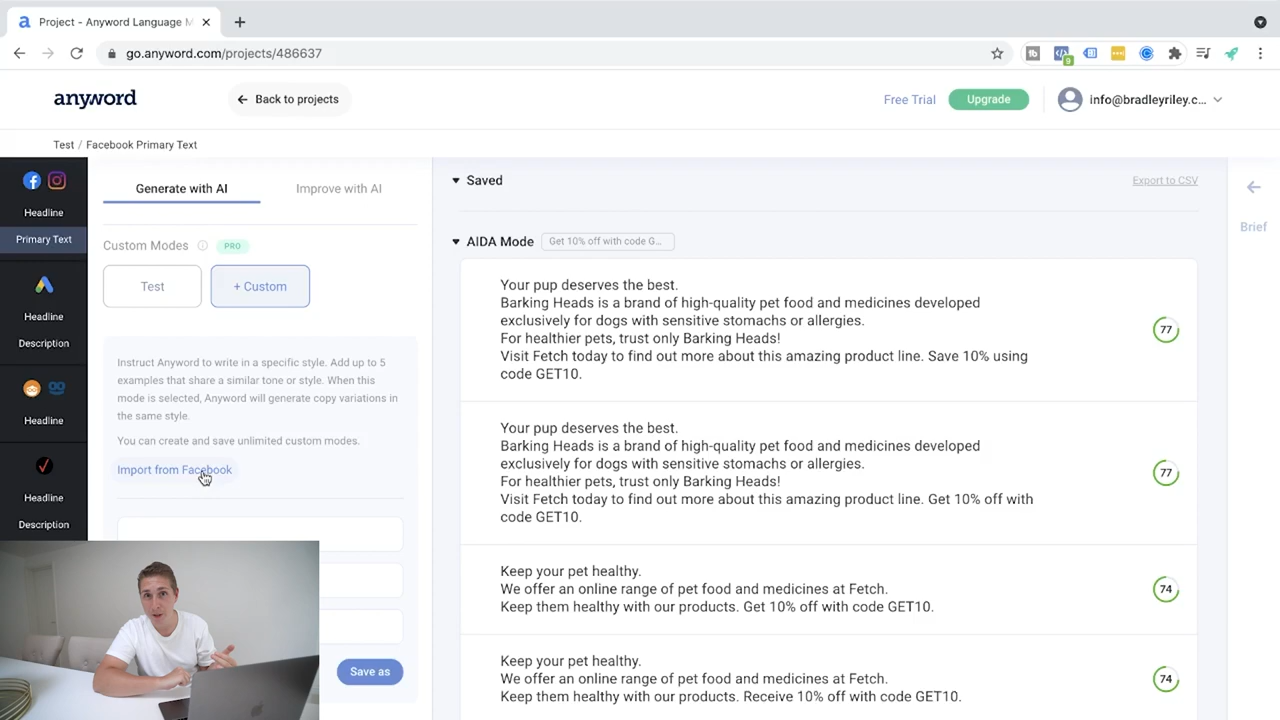 Project - Anyword Language M
go.anyword.com/projects/486637
9
anyword
Back to projects
Free Trial
Upgrade
info@bradleyriley.c...
Test / Facebook Primary Text
Headline
Primary Text
Headline
Description
Headline
Headline
Description
Generate with AI
Improve with AI
Custom Modes
PRO
Test
+ Custom
Instruct Anyword to write in a specific style. Add up to 5
examples that share a similar tone or style. When this
mode is selected, Anyword will generate copy variations in
the same style.
You can create and save unlimited custom modes.
Import from Facebook
Save as
Saved
Export to CSV
AIDA Mode
Get 10% off with code G...
Your pup deserves the best.
Barking Heads is a brand of high-quality pet food and medicines developed
exclusively for dogs with sensitive stomachs or allergies.
For healthier pets, trust only Barking Heads!
Visit Fetch today to find out more about this amazing product line. Save 10% using
code GET10.
77
Your pup deserves the best.
Barking Heads is a brand of high-quality pet food and medicines developed
exclusively for dogs with sensitive stomachs or allergies.
For healthier pets, trust only Barking Heads!
Visit Fetch today to find out more about this amazing product line. Get 10% off with
code GET10.
77
Keep your pet healthy.
We offer an online range of pet food and medicines at Fetch.
Keep them healthy with our products. Get 10% off with code GET10.
74
Keep your pet healthy.
We offer an online range of pet food and medicines at Fetch.
Keep them healthy with our products. Receive 10% off with code GET10.
74
Brief